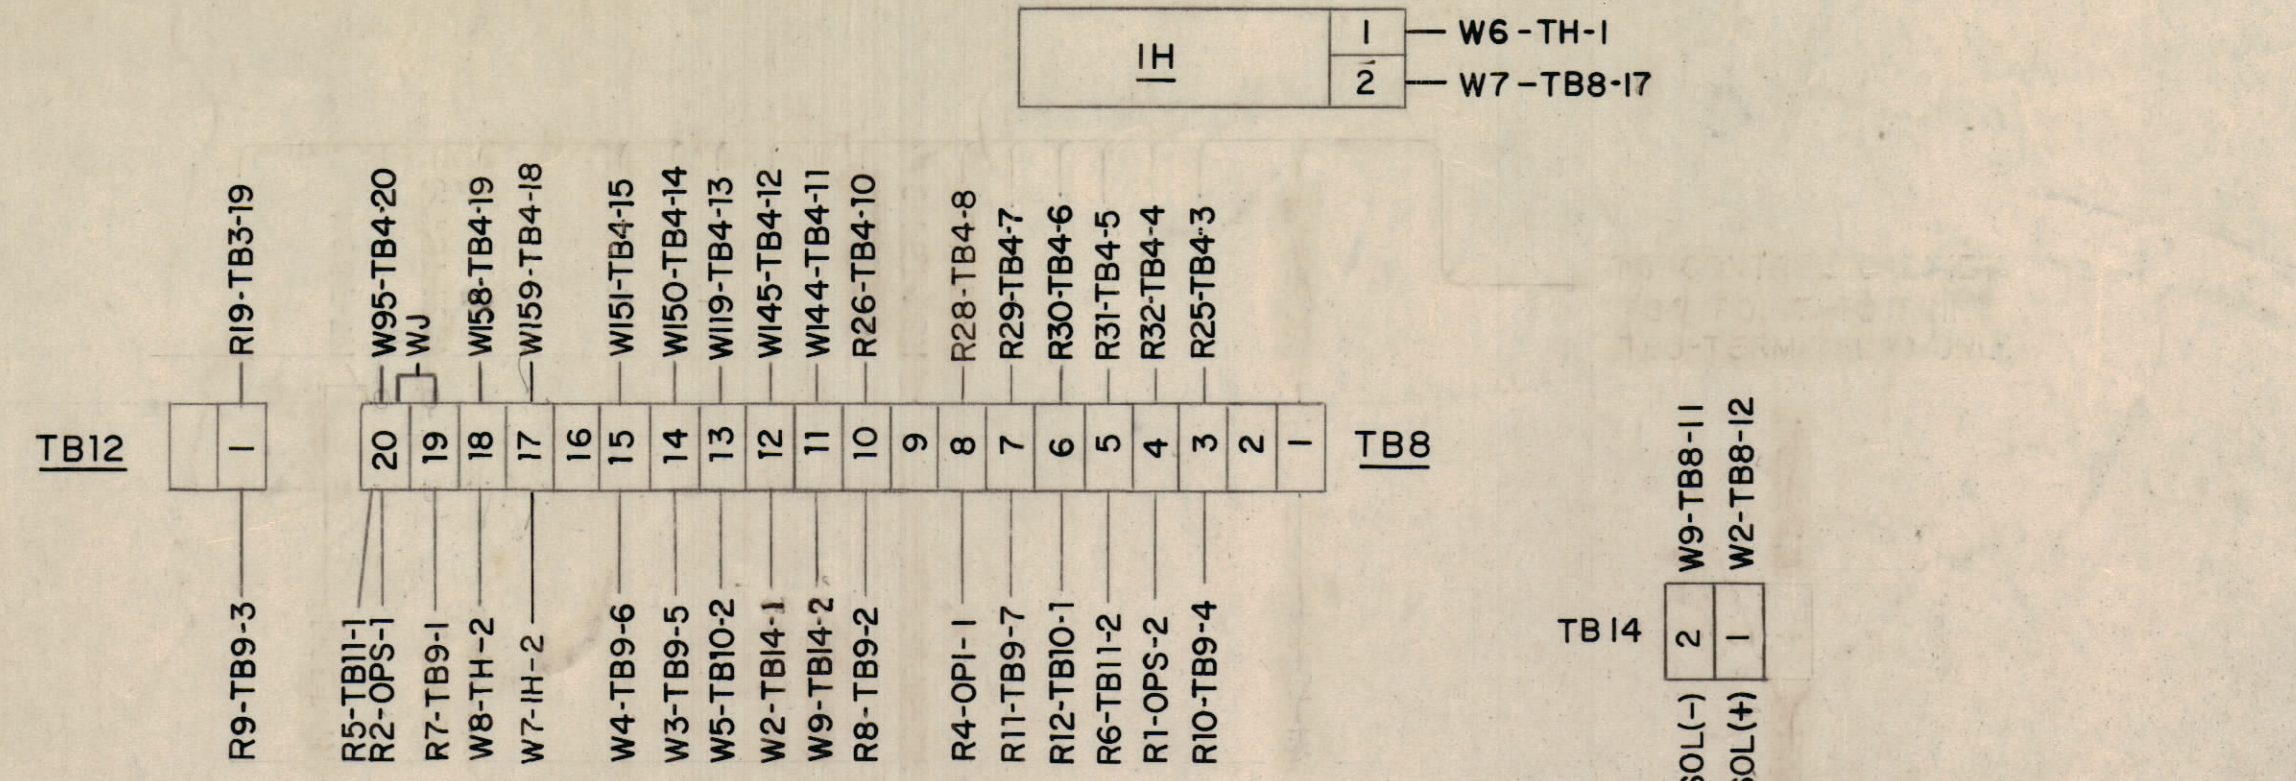 IH
1 W6-TH-1
2 W7-TB8-17
R19-TB3-19
W95-TB4-20
WJ
W158-TB4-19
W159-TB4-18
W151-TB4-15
W150-TB4-14
W119-TB4-13
W145-TB4-12
W144-TB4-11
R26-TB4-10
R28-TB4-8
R29-TB4-7
R30-TB4-6
R31-TB4-5
R32-TB4-4
R25-TB4-3
TB12
1
20
19
18
17
16
15
14
13
12
11
10
9
8
7
6
5
4
3
2
1
TB8
R9-TB9-3
R5-TB11-1
R2-OPS-1
R7-TB9-1
W8-TH-2
W7-IH-2
W4-TB9-6
W3-TB9-5
W5-TB10-2
W2-TB14-1
W9-TB14-2
R8-TB9-2
R4-OPI-1
R11-TB9-7
R12-TB10-1
R6-TB11-2
R1-OPS-2
R10-TB9-4
W9-TB8-11
W2-TB8-12
TB14
2
1
SOL(-)
SOL(+)